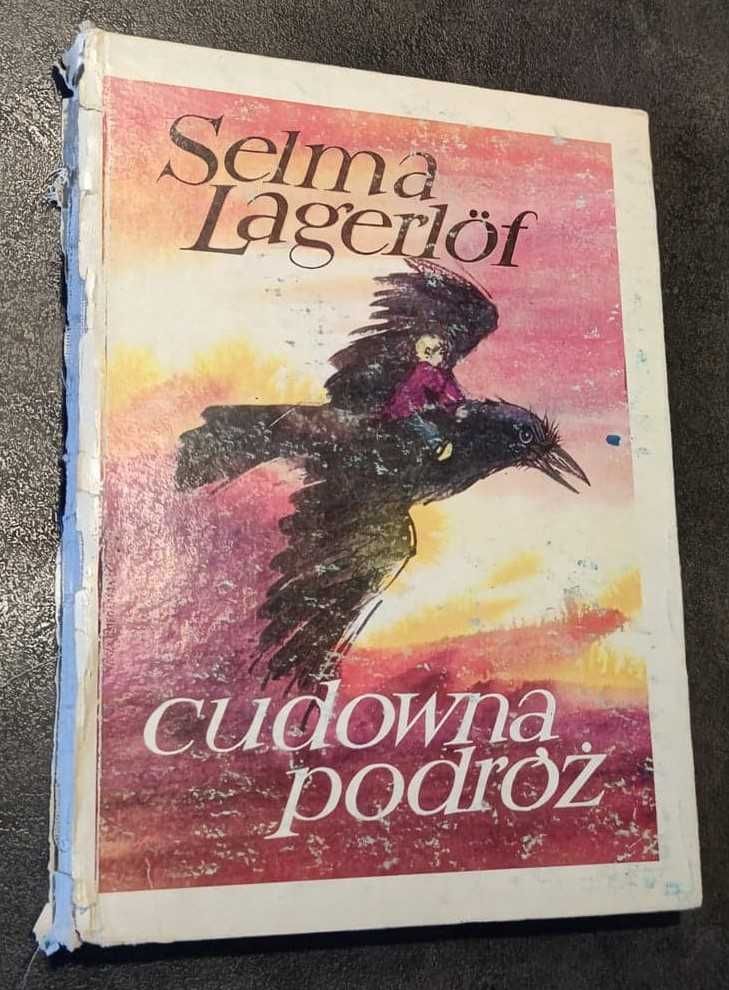 Selma
Lagerlöf
cudowna
podróż